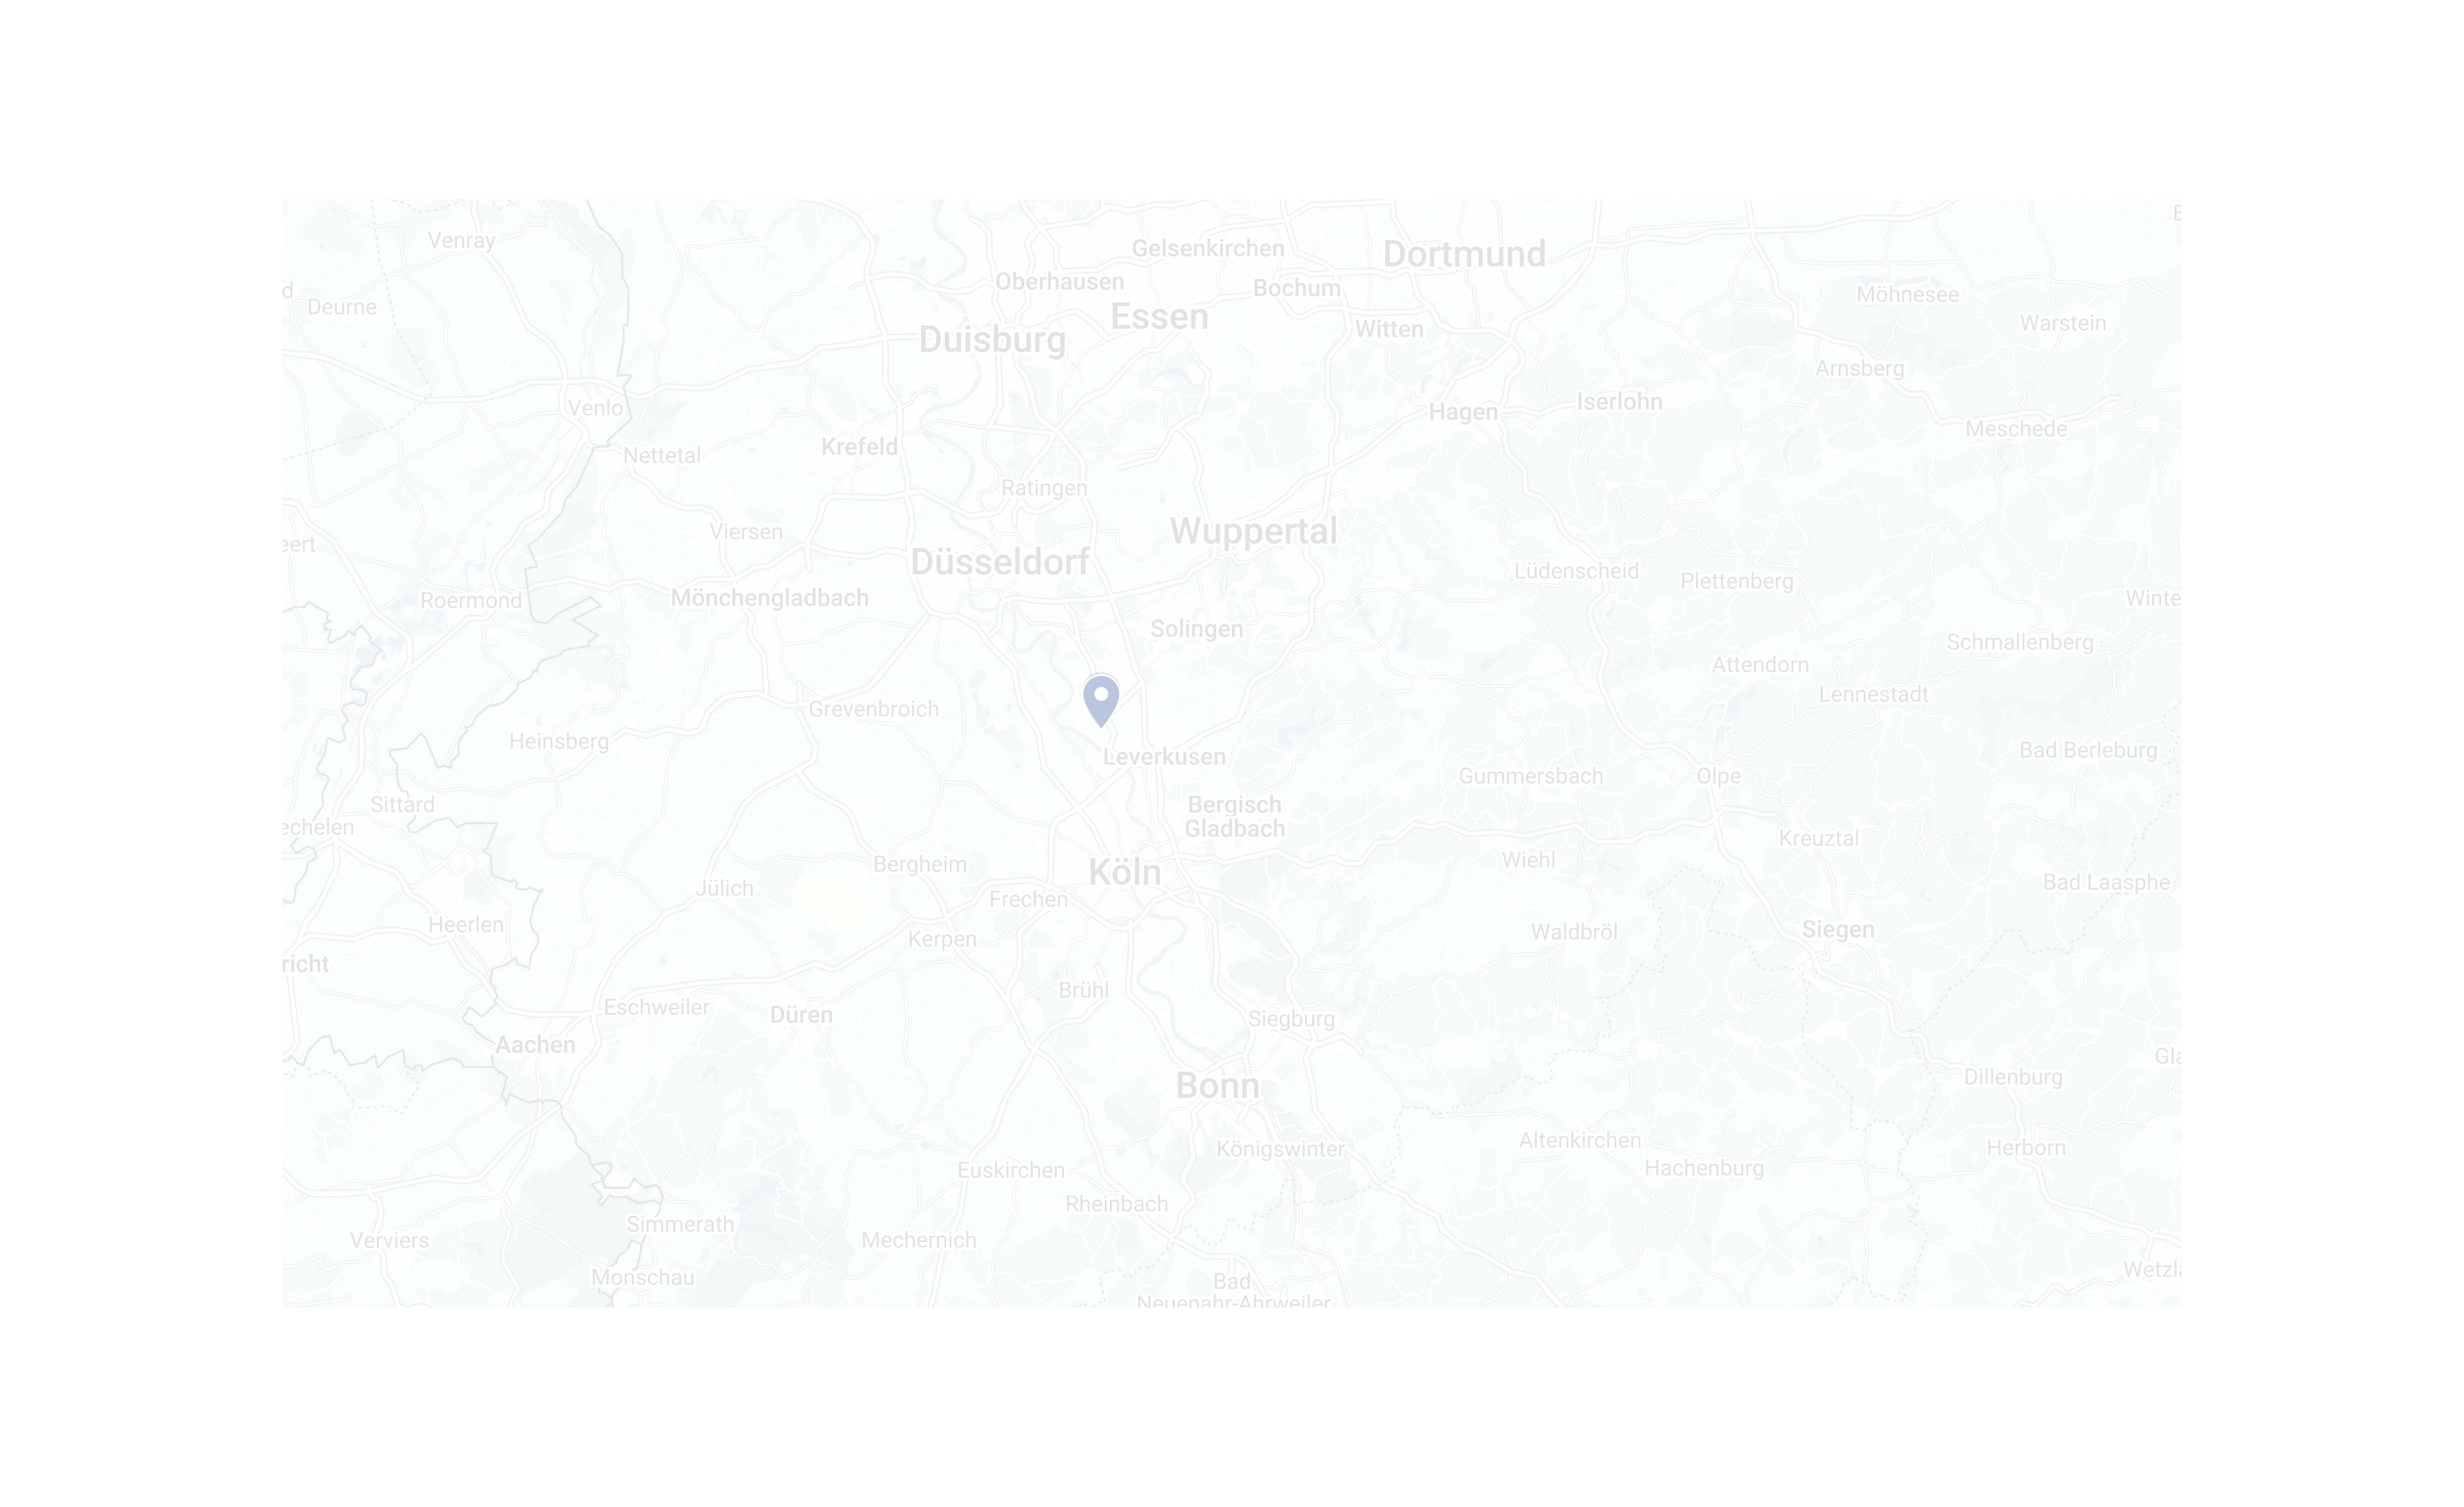 Venray
Gelsenkirchen
Dortmund
Oberhausen
Bochum
d
Deurne
Möhnesee
Essen
Warstein
Duisburg
Witten
Arnsberg
Venlo
Iserlohn
Hagen
Meschede
Krefeld
Nettetal
Ratingen
Viersen
Wuppertal
eert
Düsseldorf
Lüdenscheid
Plettenberg
Mönchengladbach
Roermond
Winte
Solingen
Schmallenberg
Attendorn
Lennestadt
Grevenbroich
Heinsberg
Bad Berleburg
Leverkusen
Gummersbach
Olpe
Sittard
Bergisch
Gladbach
echelen
Kreuztal
Bergheim
Wiehl
Köln
Jülich
Bad Laasphe
Frechen
Heerlen
Kerpen
Waldbröl
Siegen
richt
Brühl
Eschweiler
Düren
Siegburg
Aachen
Gla
Dillenburg
Bonn
Altenkirchen
Königswinter
Herborn
Euskirchen
Hachenburg
Rheinbach
Simmerath
Verviers
Mechernich
Wetzl
Monschau
Bad
Neuenahr-Ahrweiler